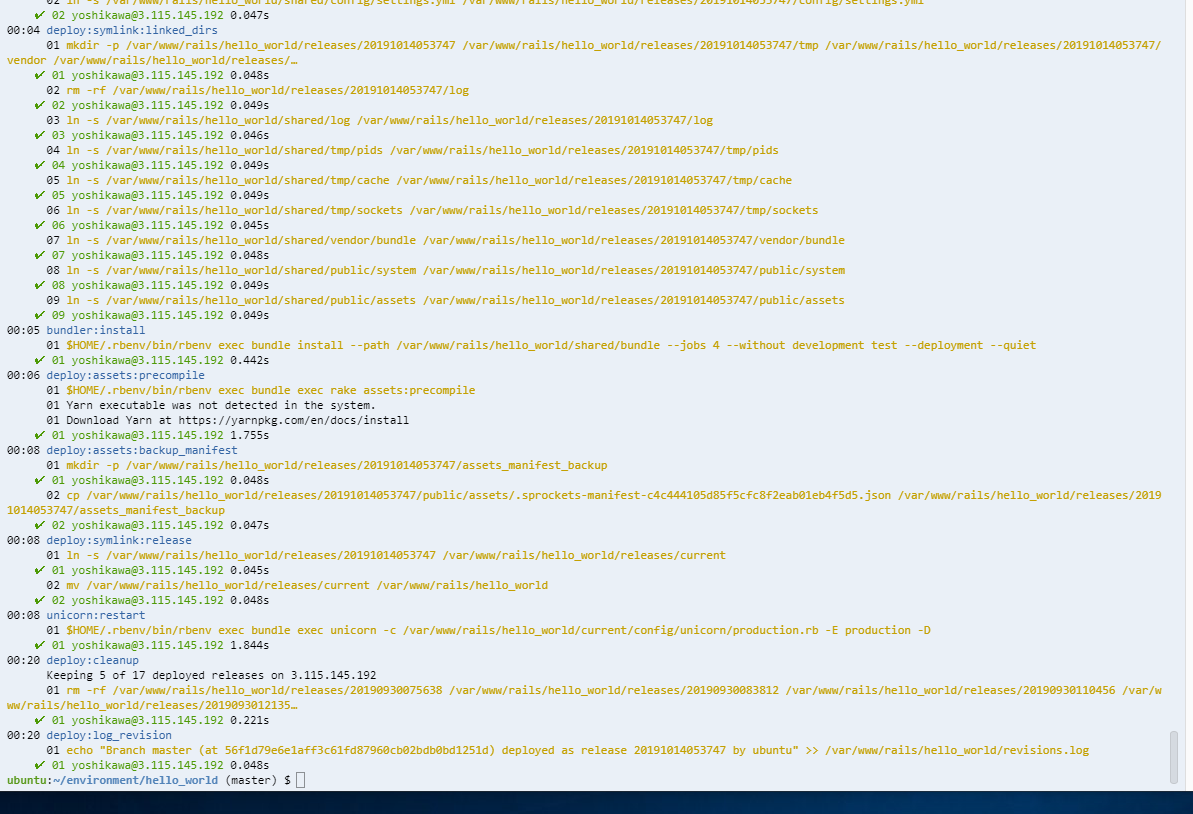 02 ln -s /var/www/rails/hello_world/shared/config/settings.yml /var/www/rails/hello_world/releases/20191014053747/config/settings.yml
✔ 02 yoshikawa@3.115.145.192 0.047s
00:04 deploy:symlink:linked_dirs
01 mkdir -p /var/www/rails/hello_world/releases/20191014053747 /var/www/rails/hello_world/releases/20191014053747/tmp /var/www/rails/hello_world/releases/20191014053747/
vendor /var/www/rails/hello_world/releases/…
✔ 01 yoshikawa@3.115.145.192 0.048s
02 rm -rf /var/www/rails/hello_world/releases/20191014053747/log
✔ 02 yoshikawa@3.115.145.192 0.049s
03 ln -s /var/www/rails/hello_world/shared/log /var/www/rails/hello_world/releases/20191014053747/log
✔ 03 yoshikawa@3.115.145.192 0.046s
04 ln -s /var/www/rails/hello_world/shared/tmp/pids /var/www/rails/hello_world/releases/20191014053747/tmp/pids
✔ 04 yoshikawa@3.115.145.192 0.049s
05 ln -s /var/www/rails/hello_world/shared/tmp/cache /var/www/rails/hello_world/releases/20191014053747/tmp/cache
✔ 05 yoshikawa@3.115.145.192 0.049s
06 ln -s /var/www/rails/hello_world/shared/tmp/sockets /var/www/rails/hello_world/releases/20191014053747/tmp/sockets
✔ 06 yoshikawa@3.115.145.192 0.045s
07 ln -s /var/www/rails/hello_world/shared/vendor/bundle /var/www/rails/hello_world/releases/20191014053747/vendor/bundle
✔ 07 yoshikawa@3.115.145.192 0.048s
08 ln -s /var/www/rails/hello_world/shared/public/system /var/www/rails/hello_world/releases/20191014053747/public/system
✔ 08 yoshikawa@3.115.145.192 0.049s
09 ln -s /var/www/rails/hello_world/shared/public/assets /var/www/rails/hello_world/releases/20191014053747/public/assets
✔ 09 yoshikawa@3.115.145.192 0.049s
00:05 bundler:install
01 $HOME/.rbenv/bin/rbenv exec bundle install --path /var/www/rails/hello_world/shared/bundle --jobs 4 --without development test --deployment --quiet
✔ 01 yoshikawa@3.115.145.192 0.442s
00:06 deploy:assets:precompile
01 $HOME/.rbenv/bin/rbenv exec bundle exec rake assets:precompile
01 Yarn executable was not detected in the system.
01 Download Yarn at https://yarnpkg.com/en/docs/install
✔ 01 yoshikawa@3.115.145.192 1.755s
00:08 deploy:assets:backup_manifest
01 mkdir -p /var/www/rails/hello_world/releases/20191014053747/assets_manifest_backup
✔ 01 yoshikawa@3.115.145.192 0.048s
02 cp /var/www/rails/hello_world/releases/20191014053747/public/assets/.sprockets-manifest-c4c444105d85f5cfc8f2eab01eb4f5d5.json /var/www/rails/hello_world/releases/2019
1014053747/assets_manifest_backup
✔ 02 yoshikawa@3.115.145.192 0.047s
00:08 deploy:symlink:release
01 ln -s /var/www/rails/hello_world/releases/20191014053747 /var/www/rails/hello_world/releases/current
✔ 01 yoshikawa@3.115.145.192 0.045s
02 mv /var/www/rails/hello_world/releases/current /var/www/rails/hello_world
✔ 02 yoshikawa@3.115.145.192 0.048s
00:08 unicorn:restart
01 $HOME/.rbenv/bin/rbenv exec bundle exec unicorn -c /var/www/rails/hello_world/current/config/unicorn/production.rb -E production -D
✔ 01 yoshikawa@3.115.145.192 1.844s
00:20 deploy:cleanup
Keeping 5 of 17 deployed releases on 3.115.145.192
01 rm -rf /var/www/rails/hello_world/releases/20190930075638 /var/www/rails/hello_world/releases/20190930083812 /var/www/rails/hello_world/releases/20190930110456 /var/w
ww/rails/hello_world/releases/2019093012135…
✔ 01 yoshikawa@3.115.145.192 0.221s
00:20 deploy:log_revision
01 echo "Branch master (at 56f1d79e6e1aff3c61fd87960cb02bdb0bd1251d) deployed as release 20191014053747 by ubuntu" >> /var/www/rails/hello_world/revisions.log
✔ 01 yoshikawa@3.115.145.192 0.048s
ubuntu:~/environment/hello_world (master) $